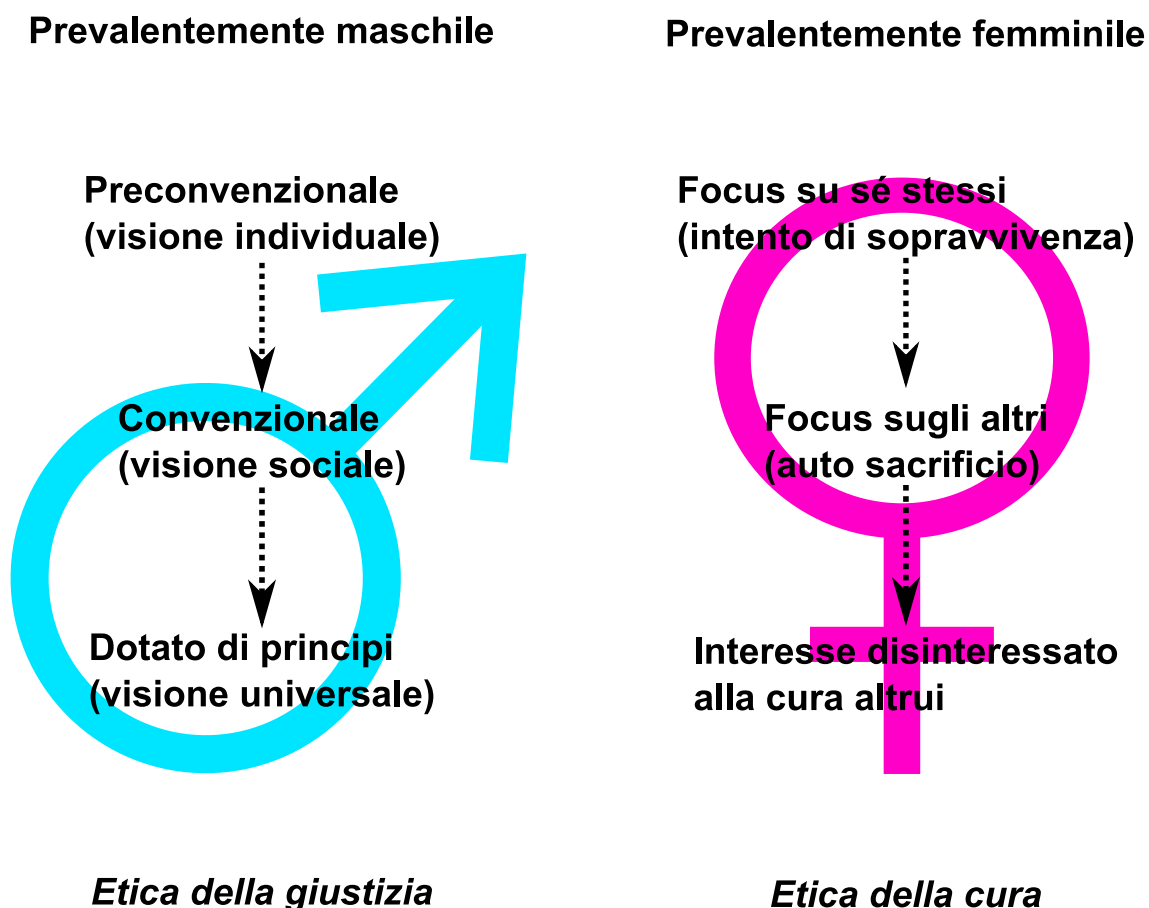 Prevalentemente maschile
Prevalentemente femminile
Preconvenzionale
(visione individuale)
Convenzionale
(visione sociale)
Dotato di principi
(visione universale)
Etica della giustizia
Focus su sé stessi
(intento di sopravvivenza)
Focus sugli altri
(auto sacrificio)
Interesse disinteressato
alla cura altrui
Etica della cura